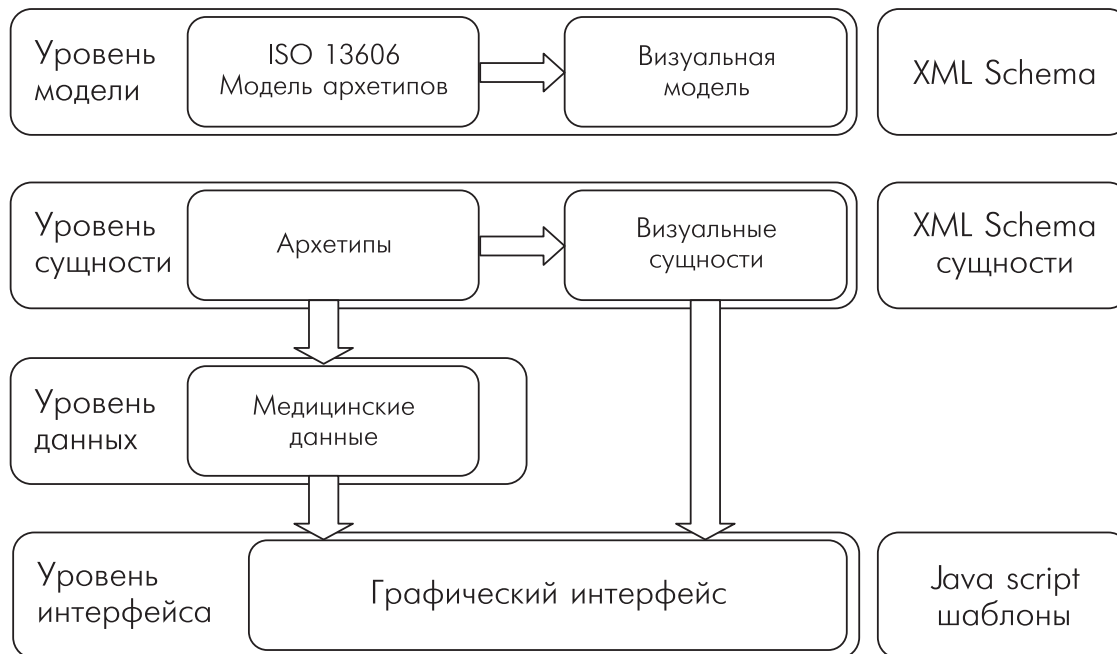 Уровень
модели
ISO 13606
Модель архетипов
Визуальная
модель
XML Schema
Уровень
сущности
Архетипы
Визуальные
сущности
XML Schema
сущности
Уровень
данных
Медицинские
данные
Уровень
интерфейса
Графический интерфейс
Java script
шаблоны